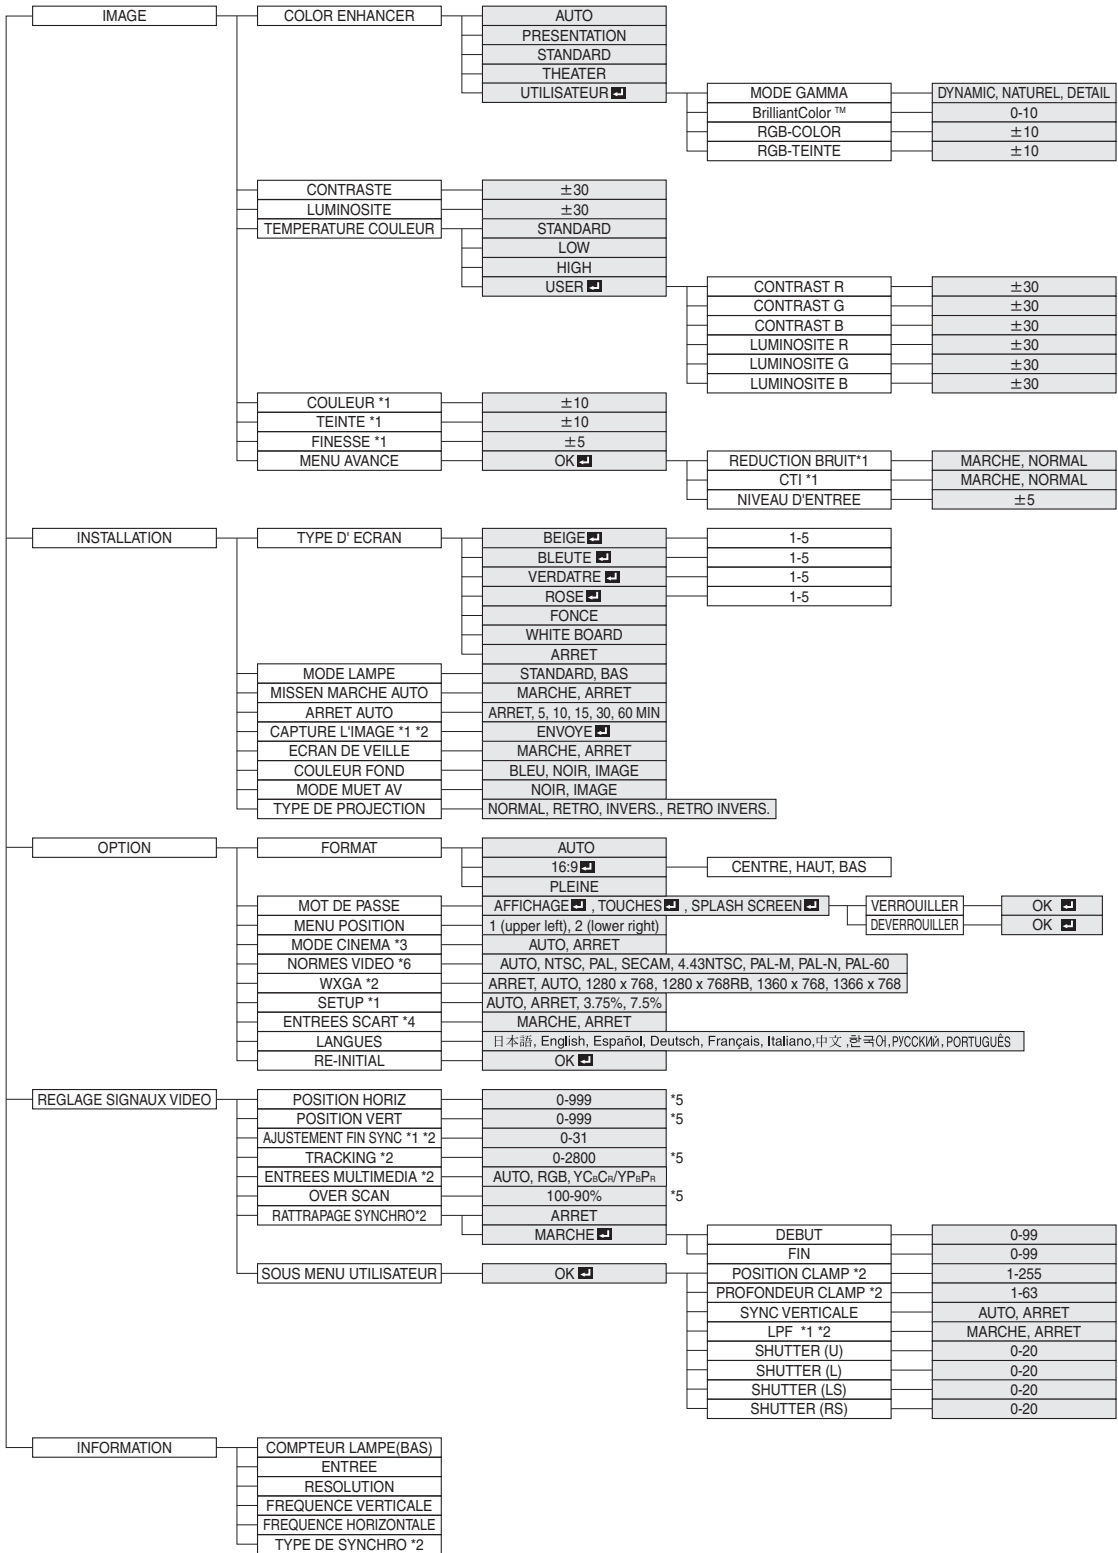 IMAGE COLOR ENHANCER AUTO
PRESENTATION
STANDARD
THEATER
UTILISATEUR MODE GAMMA DYNAMIC, NATUREL, DETAIL
BrilliantColor ™ 0-10
RGB-COLOR ±10
RGB-TEINTE ±10
CONTRASTE ±30
LUMINOSITE ±30
TEMPERATURE COULEUR STANDARD
LOW
HIGH
USER CONTRAST R ±30
CONTRAST G ±30
CONTRAST B ±30
LUMINOSITE R ±30
LUMINOSITE G ±30
LUMINOSITE B ±30
COULEUR *1 ±10
TEINTE *1 ±10
FINESSE *1 ±5
MENU AVANCE OK REDUCTION BRUIT*1 MARCHE, NORMAL
CTI *1 MARCHE, NORMAL
NIVEAU D'ENTREE ±5
INSTALLATION TYPE D' ECRAN BEIGE 1-5
BLEUTE 1-5
VERDATRE 1-5
ROSE 1-5
FONCE
WHITE BOARD
ARRET
MODE LAMPE STANDARD, BAS
MISSEN MARCHE AUTO MARCHE, ARRET
ARRET AUTO ARRET, 5, 10, 15, 30, 60 MIN
CAPTURE L'IMAGE *1 *2 ENVOYE
ECRAN DE VEILLE MARCHE, ARRET
COULEUR FOND BLEU, NOIR, IMAGE
MODE MUET AV NOIR, IMAGE
TYPE DE PROJECTION NORMAL, RETRO, INVERS., RETRO INVERS.
OPTION FORMAT AUTO
16:9 CENTRE, HAUT, BAS
PLEINE
MOT DE PASSE AFFICHAGE , TOUCHES , SPLASH SCREEN VERROUILLER OK
DEVERROUILLER OK
MENU POSITION 1 (upper left), 2 (lower right)
MODE CINEMA *3 AUTO, ARRET
NORMES VIDEO *6 AUTO, NTSC, PAL, SECAM, 4.43NTSC, PAL-M, PAL-N, PAL-60
WXGA *2 ARRET, AUTO, 1280 x 768, 1280 x 768RB, 1360 x 768, 1366 x 768
SETUP *1 AUTO, ARRET, 3.75%, 7.5%
ENTREES SCART *4 MARCHE, ARRET
LANGUES 日本語, English, Español, Deutsch, Français, Italiano,中文 ,한국어,РУССКИЙ, PORTUGUÊS
RE-INITIAL OK
REGLAGE SIGNAUX VIDEO POSITION HORIZ 0-999 *5
POSITION VERT 0-999 *5
AJUSTEMENT FIN SYNC *1 *2 0-31
TRACKING *2 0-2800 *5
ENTREES MULTIMEDIA *2 AUTO, RGB, YCBCR/YPBPR
OVER SCAN 100-90% *5
RATTRAPAGE SYNCHRO*2 ARRET
MARCHE DEBUT 0-99
FIN 0-99
SOUS MENU UTILISATEUR OK POSITION CLAMP *2 1-255
PROFONDEUR CLAMP *2 1-63
SYNC VERTICALE AUTO, ARRET
LPF *1 *2 MARCHE, ARRET
SHUTTER (U) 0-20
SHUTTER (L) 0-20
SHUTTER (LS) 0-20
SHUTTER (RS) 0-20
INFORMATION COMPTEUR LAMPE(BAS)
ENTREE
RESOLUTION
FREQUENCE VERTICALE
FREQUENCE HORIZONTALE
TYPE DE SYNCHRO *2